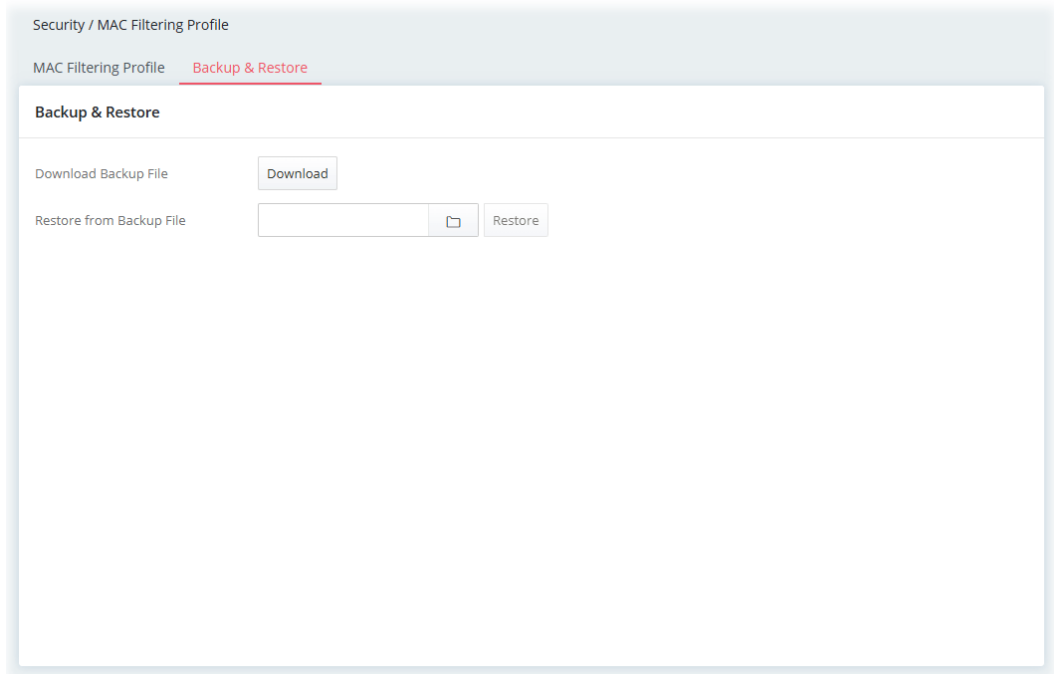 Security / MAC Filtering Profile
MAC Filtering Profile Backup & Restore
Backup & Restore
Download Backup File Download
Restore from Backup File Restore